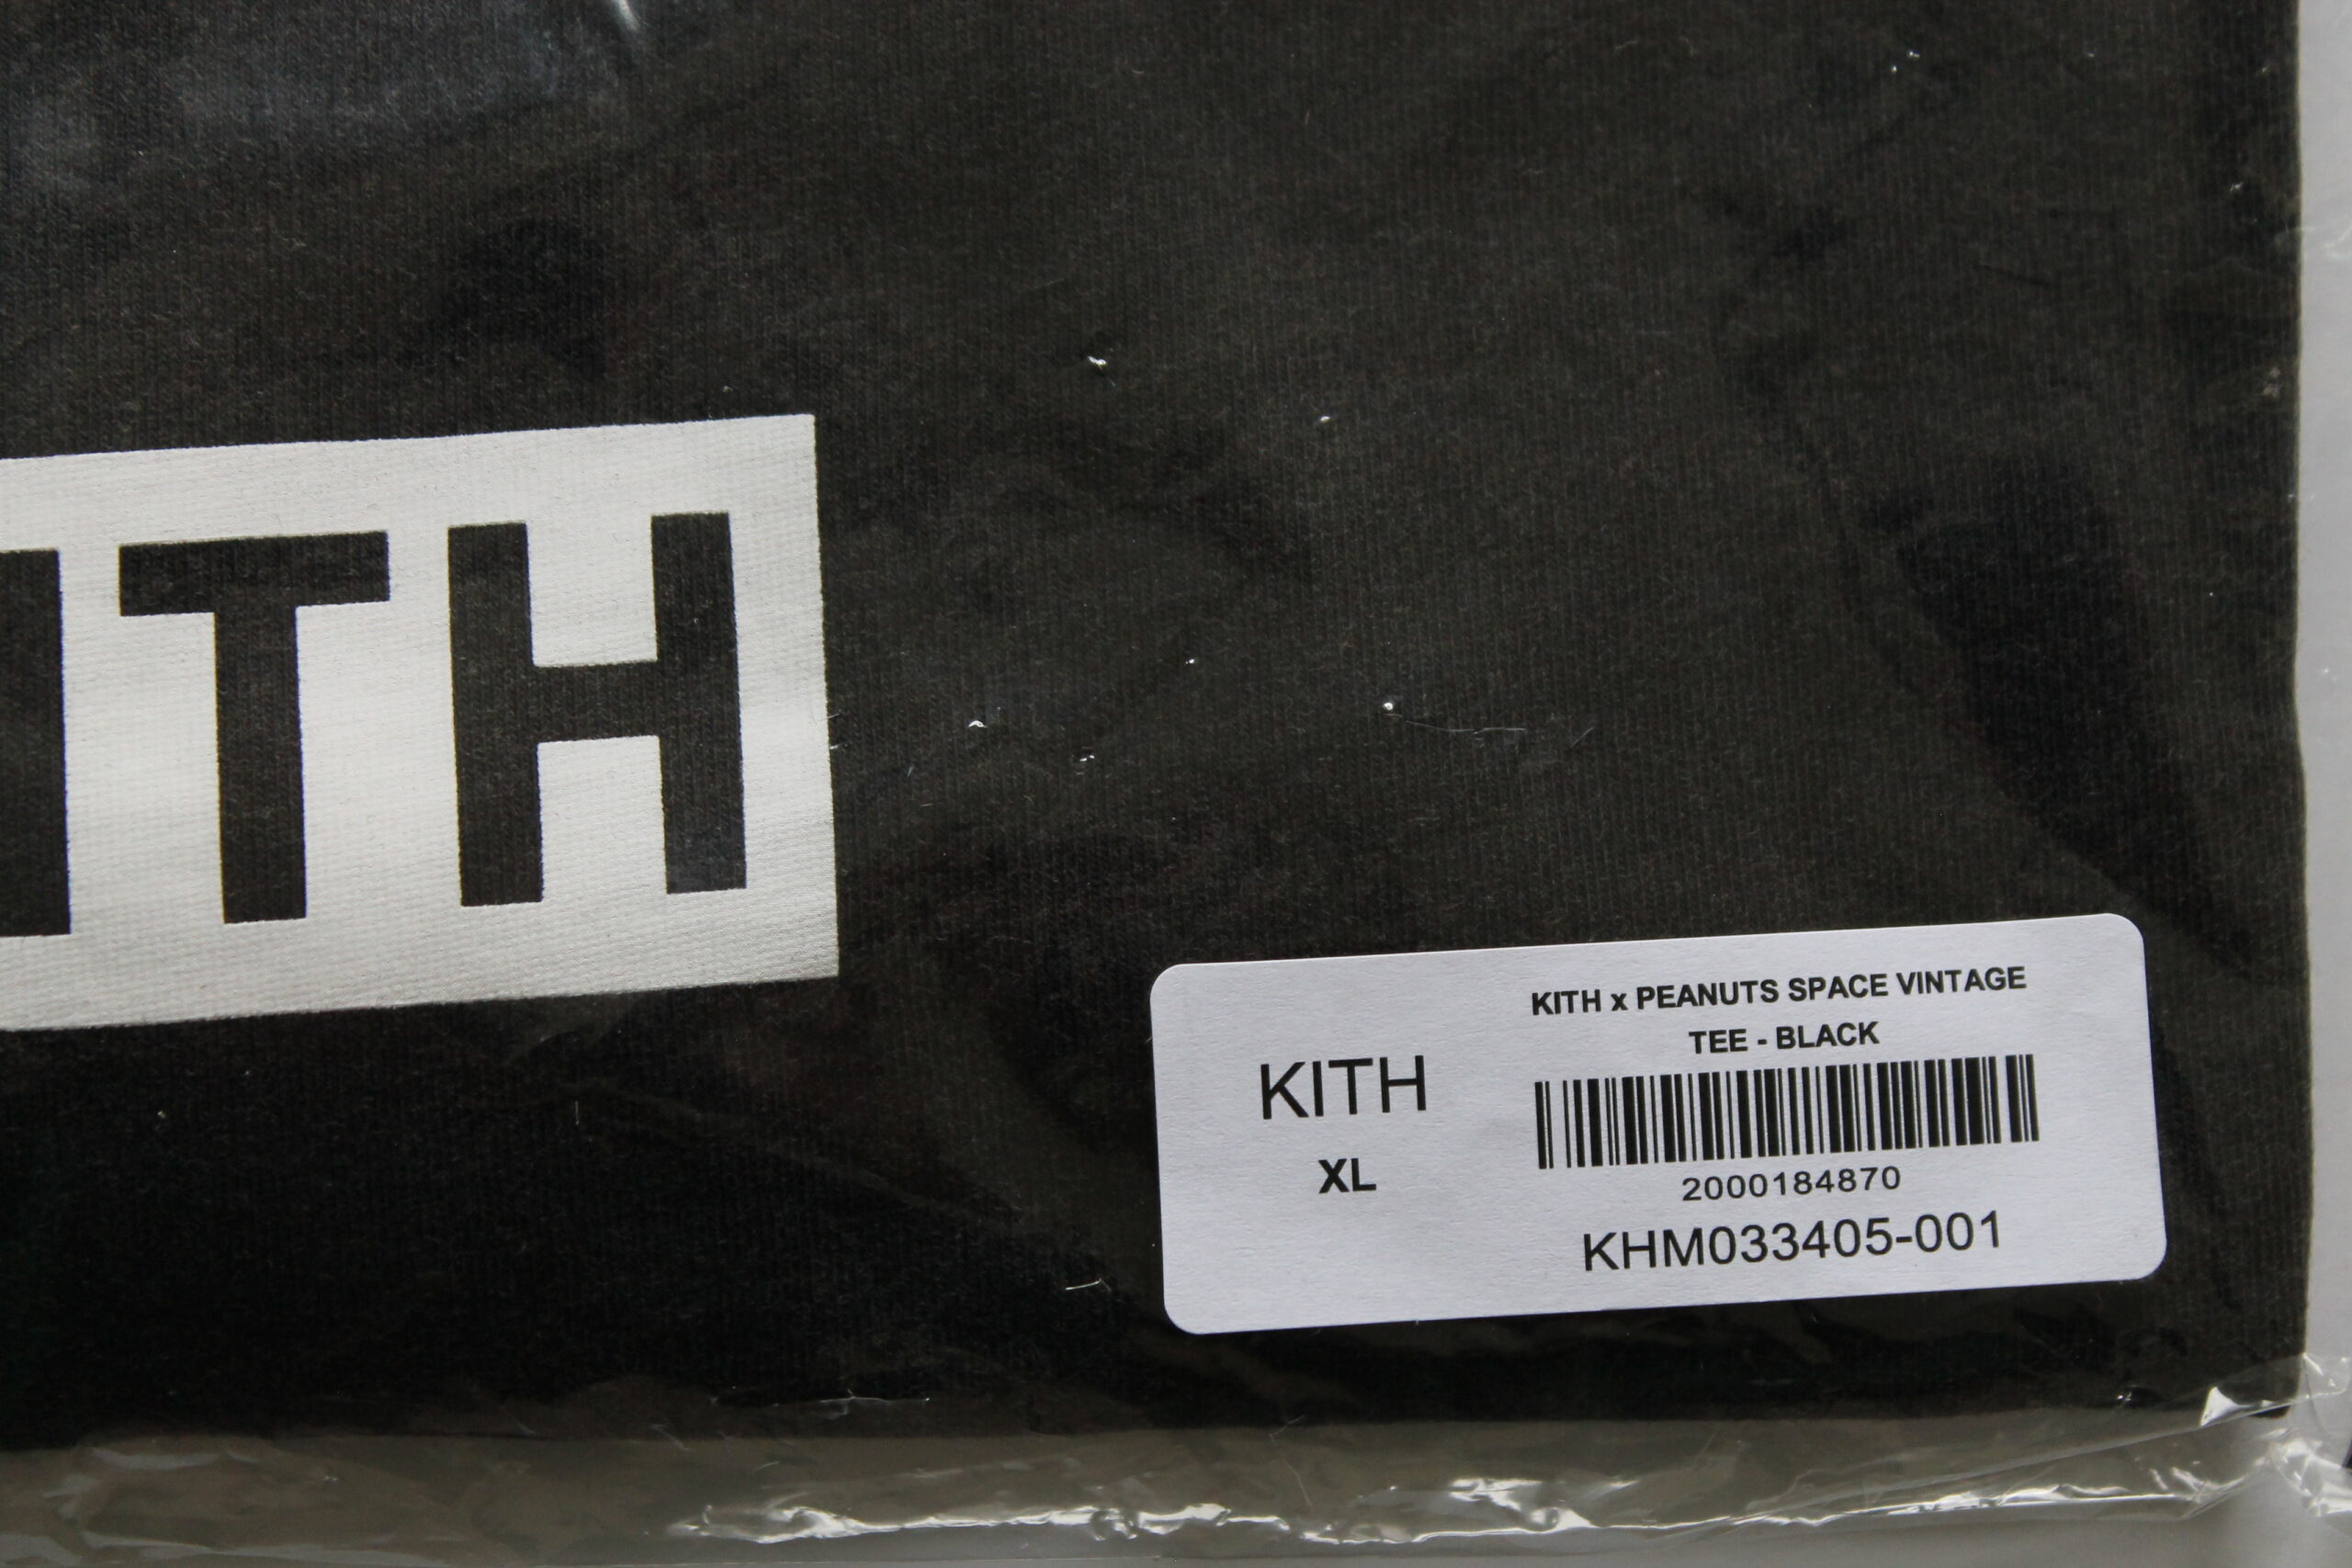 ITH
KITH x PEANUTS SPACE VINTAGE
TEE - BLACK
KITH
XL
2000184870
KHM033405-001